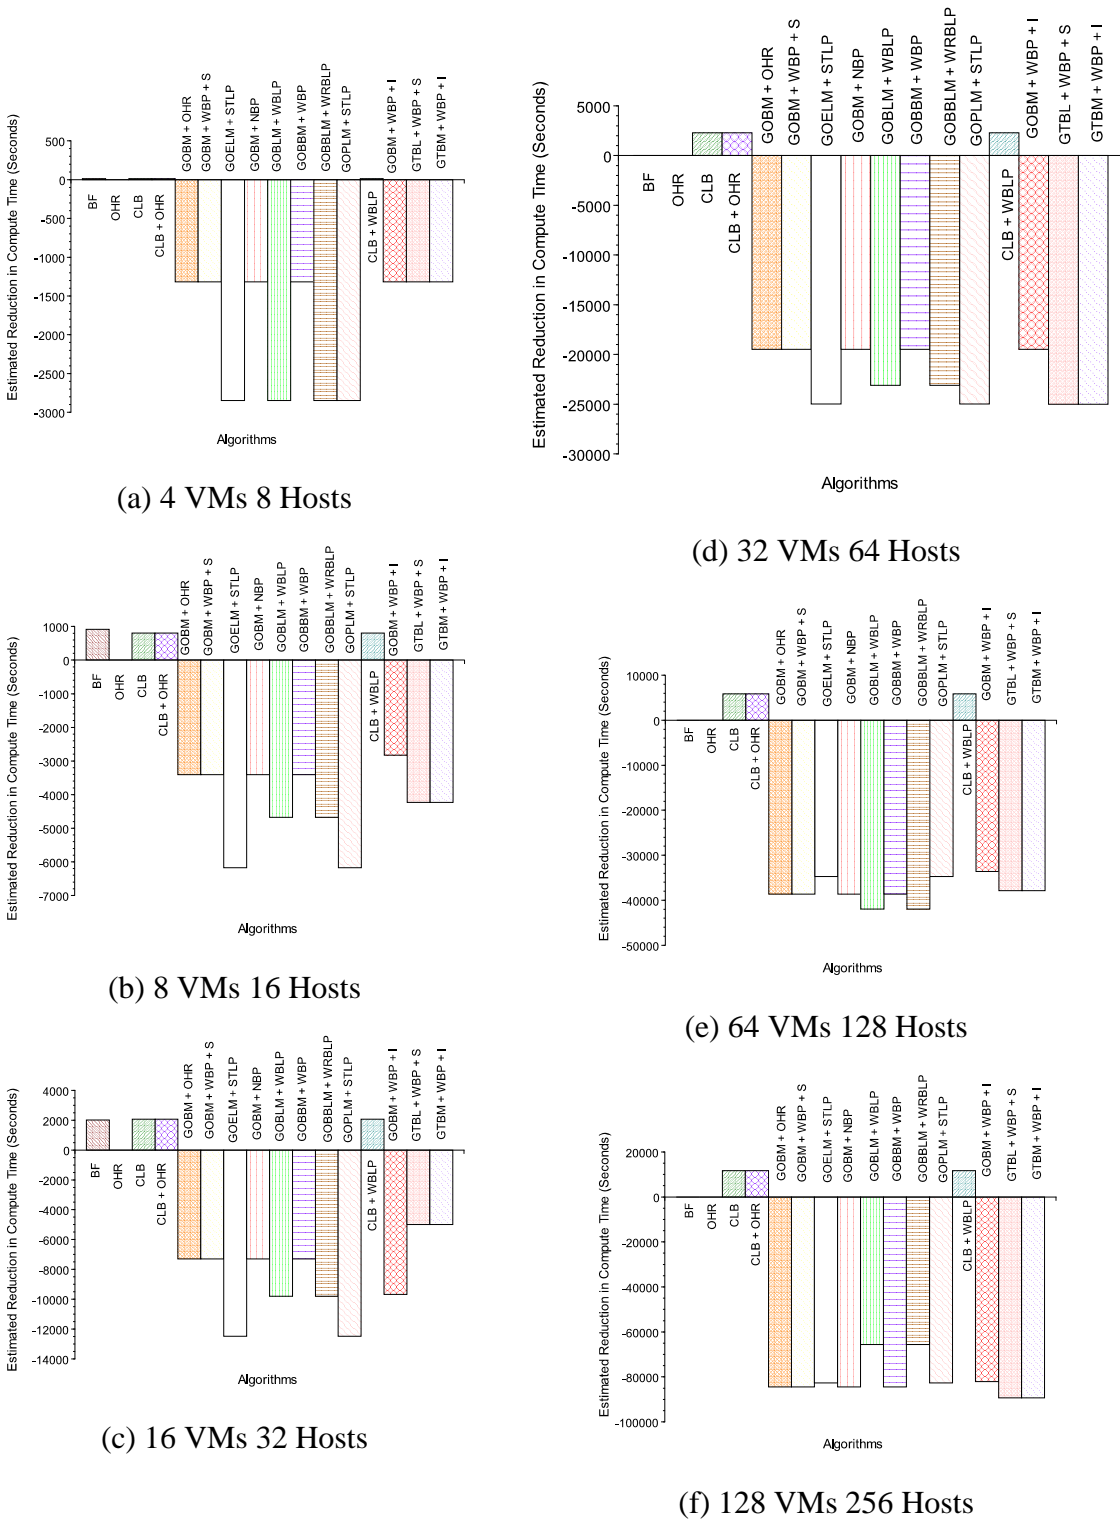 GOBM + OHR
GOBM + WBP + S
GOELM + STLP
GOBM + NBP
GOBLM + WBLP
GOBBM + WBP
GOBBLM + WRBLP
GOPLM + STLP
GOBM + WBP + I
GTBL + WBP + S
GTBM + WBP + I
Estimated Reduction in Compute Time (Seconds)
500
0
-500
-1000
-1500
-2000
-2500
-3000
BF
OHR
CLB
CLB + OHR
CLB + WBLP
Algorithms
(a) 4 VMs 8 Hosts
GOBM + OHR
GOBM + WBP + S
GOELM + STLP
GOBM + NBP
GOBLM + WBLP
GOBBM + WBP
GOBBLM + WRBLP
GOPLM + STLP
GOBM + WBP + I
GTBL + WBP + S
GTBM + WBP + I
Estimated Reduction in Compute Time (Seconds)
1000
0
-1000
-2000
-3000
-4000
-5000
-6000
-7000
BF
OHR
CLB
CLB + OHR
CLB + WBLP
Algorithms
(b) 8 VMs 16 Hosts
GOBM + OHR
GOBM + WBP + S
GOELM + STLP
GOBM + NBP
GOBLM + WBLP
GOBBM + WBP
GOBBLM + WRBLP
GOPLM + STLP
GOBM + WBP + I
GTBL + WBP + S
GTBM + WBP + I
Estimated Reduction in Compute Time (Seconds)
4000
2000
0
-2000
-4000
-6000
-8000
-10000
-12000
-14000
BF
OHR
CLB
CLB + OHR
CLB + WBLP
Algorithms
(c) 16 VMs 32 Hosts
GOBM + OHR
GOBM + WBP + S
GOELM + STLP
GOBM + NBP
GOBLM + WBLP
GOBBM + WBP
GOBBLM + WRBLP
GOPLM + STLP
GOBM + WBP + I
GTBL + WBP + S
GTBM + WBP + I
Estimated Reduction in Compute Time (Seconds)
5000
0
-5000
-10000
-15000
-20000
-25000
-30000
BF
OHR
CLB
CLB + OHR
CLB + WBLP
Algorithms
(d) 32 VMs 64 Hosts
GOBM + OHR
GOBM + WBP + S
GOELM + STLP
GOBM + NBP
GOBLM + WBLP
GOBBM + WBP
GOBBLM + WRBLP
GOPLM + STLP
GOBM + WBP + I
GTBL + WBP + S
GTBM + WBP + I
Estimated Reduction in Compute Time (Seconds)
10000
0
-10000
-20000
-30000
-40000
-50000
BF
OHR
CLB
CLB + OHR
CLB + WBLP
Algorithms
(e) 64 VMs 128 Hosts
GOBM + OHR
GOBM + WBP + S
GOELM + STLP
GOBM + NBP
GOBLM + WBLP
GOBBM + WBP
GOBBLM + WRBLP
GOPLM + STLP
GOBM + WBP + I
GTBL + WBP + S
GTBM + WBP + I
Estimated Reduction in Compute Time (Seconds)
20000
0
-20000
-40000
-60000
-80000
-100000
BF
OHR
CLB
CLB + OHR
CLB + WBLP
Algorithms
(f) 128 VMs 256 Hosts